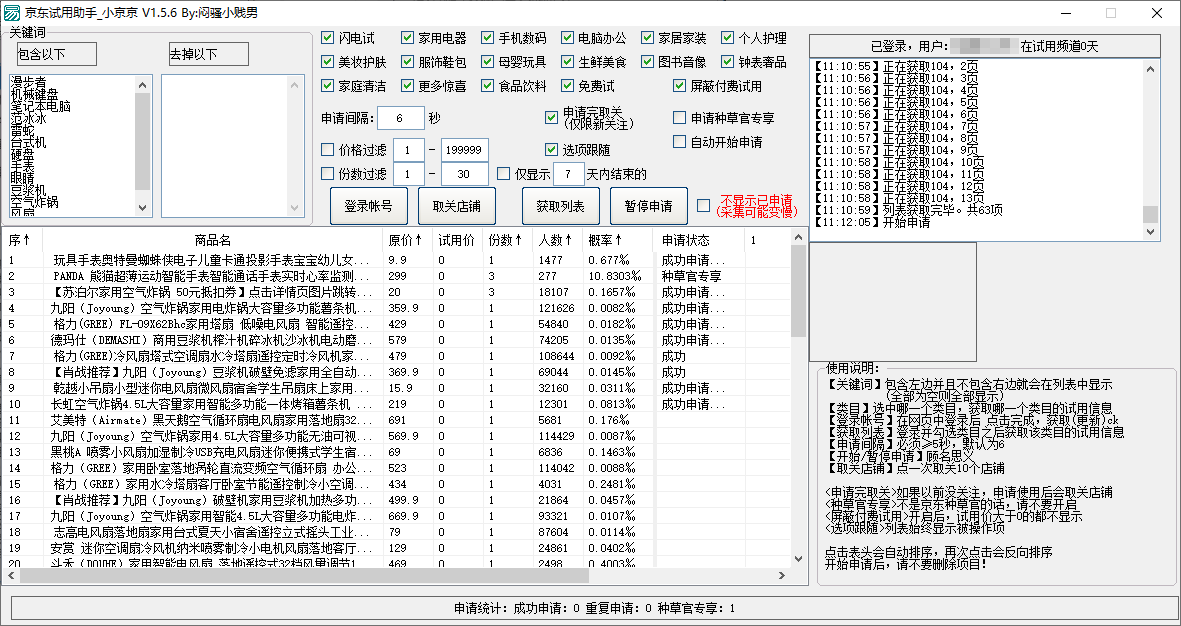 京东试用助手_小京京 V1.5.6 By:闷骚小贱男
关键词
包含以下
去掉以下
漫步者
机械键盘
笔记本电脑
范冰冰
雷蛇
台式机
硬盘
手表
眼睛
豆浆机
空气炸锅
风扇
闪电试 家用电器 手机数码 电脑办公 家居家装 个人护理
美妆护肤 服饰鞋包 母婴玩具 生鲜美食 图书音像 钟表奢品
家庭清洁 更多惊喜 食品饮料 免费试 屏蔽付费试用
申请间隔: 6 秒
申请完取关
(仅限新关注)
申请种草官专享
价格过滤 1 - 199999
选项跟随
自动开始申请
份数过滤 1 - 30
仅显示 7 天内结束的
登录帐号 取关店铺 获取列表 暂停申请
不显示已申请
(采集可能变慢)
已登录，用户: 在试用频道0天
【11:10:55】正在获取104，2页
【11:10:56】正在获取104，3页
【11:10:56】正在获取104，4页
【11:10:56】正在获取104，5页
【11:10:56】正在获取104，6页
【11:10:57】正在获取104，7页
【11:10:57】正在获取104，8页
【11:10:57】正在获取104，9页
【11:10:58】正在获取104，10页
【11:10:58】正在获取104，11页
【11:10:58】正在获取104，12页
【11:10:58】正在获取104，13页
【11:10:59】列表获取完毕。共63项
【11:12:05】开始申请
序↑ 商品名 原价↑ 试用价 份数↑ 人数↑ 概率↑ 申请状态 1
1 玩具手表奥特曼蜘蛛侠电子儿童卡通投影手表宝宝幼儿女... 9.9 0 1 1477 0.677‰ 成功申请...
2 PANDA 熊猫超薄运动智能手表智能通话手表实时心率监测... 299 0 3 277 10.8303‰ 种草官专享
3 【苏泊尔家用空气炸锅 50元抵扣券】点击详情页图片跳转... 20 0 3 18107 0.1657‰ 成功申请...
4 九阳（Joyoung）空气炸锅家用电炸锅大容量多功能薯条机... 359.9 0 1 121626 0.0082‰ 成功申请...
5 格力(GREE) FL-09X62Bhc家用塔扇 低噪电风扇 智能遥控... 429 0 1 54840 0.0182‰ 成功申请...
6 德玛仕（DEMASHI）商用豆浆机榨汁机碎冰机沙冰机电动磨... 579 0 1 74205 0.0135‰ 成功申请...
7 格力(GREE)冷风扇塔式空调扇水冷塔扇遥控定时冷风机家... 479 0 1 108644 0.0092‰ 成功
8 【肖战推荐】九阳（Joyoung）豆浆机破壁免滤家用全自动... 369.9 0 1 69044 0.0145‰ 成功
9 乾越小吊扇小型迷你电风扇微风扇宿舍学生吊扇床上家用... 15.9 0 1 32160 0.0311‰ 成功申请...
10 长虹空气炸锅4.5L大容量家用智能多功能一体烤箱薯条机 ... 219 0 1 12301 0.0813‰ 成功申请...
11 艾美特（Airmate）黑天鹅空气循环扇电风扇家用落地扇32... 691 0 1 5681 0.176‰
12 九阳（Joyoung）空气炸锅家用4.5L大容量多功能无油可视... 569.9 0 1 114429 0.0087‰
13 黑桃A 喷雾小风扇加湿制冷USB充电风扇迷你便携式学生宿... 69 0 1 6836 0.1463‰
14 格力（GREE）家用卧室落地涡轮直流变频空气循环扇 办公... 523 0 1 114042 0.0088‰
15 格力（GREE）家用水冷塔扇客厅卧室节能遥控制冷小空调... 434 0 1 4031 0.2481‰
16 【肖战推荐】九阳（Joyoung）破壁机家用豆浆机加热多功... 499.9 0 1 21864 0.0457‰
17 九阳（Joyoung）空气炸锅家用智能4.5L大容量多功能电炸... 669.9 0 1 93321 0.0107‰
18 志高电风扇落地扇家用台式夏天小宿舍遥控立式摇头工业... 79 0 1 87604 0.0114‰
19 安赏 迷你空调扇冷风机纳米喷雾制冷小电机风扇落地客厅... 129 0 1 24861 0.0402‰
20 斗禾（DOUHE）家用智能电风扇 落地遥控式32档风量调节1... 469 0 1 2498 0.4003‰
使用说明:
【关键词】包含左边并且不包含右边就会在列表中显示
(全部为空则全部显示)
【类目】选中哪一个类目，获取哪一个类目的试用信息
【登录帐号】在网页中登录后 点击完成，获取(更新)ck
【获取列表】登录并勾选类目之后获取该类目的试用信息
【申请间隔】必须≥5秒，默认为6
【开始/暂停申请】顾名思义
【取关店铺】点一次取关10个店铺
<申请完取关>如果以前没关注，申请使用后会取关店铺
<种草官专享>不是京东种草官的话，请不要开启
<屏蔽付费试用>开启后，试用价大于0的都不显示
<选项跟随>列表始终显示被操作项
点击表头会自动排序，再次点击会反向排序
开始申请后，请不要删除项目!
申请统计: 成功申请: 0 重复申请: 0 种草官专享: 1